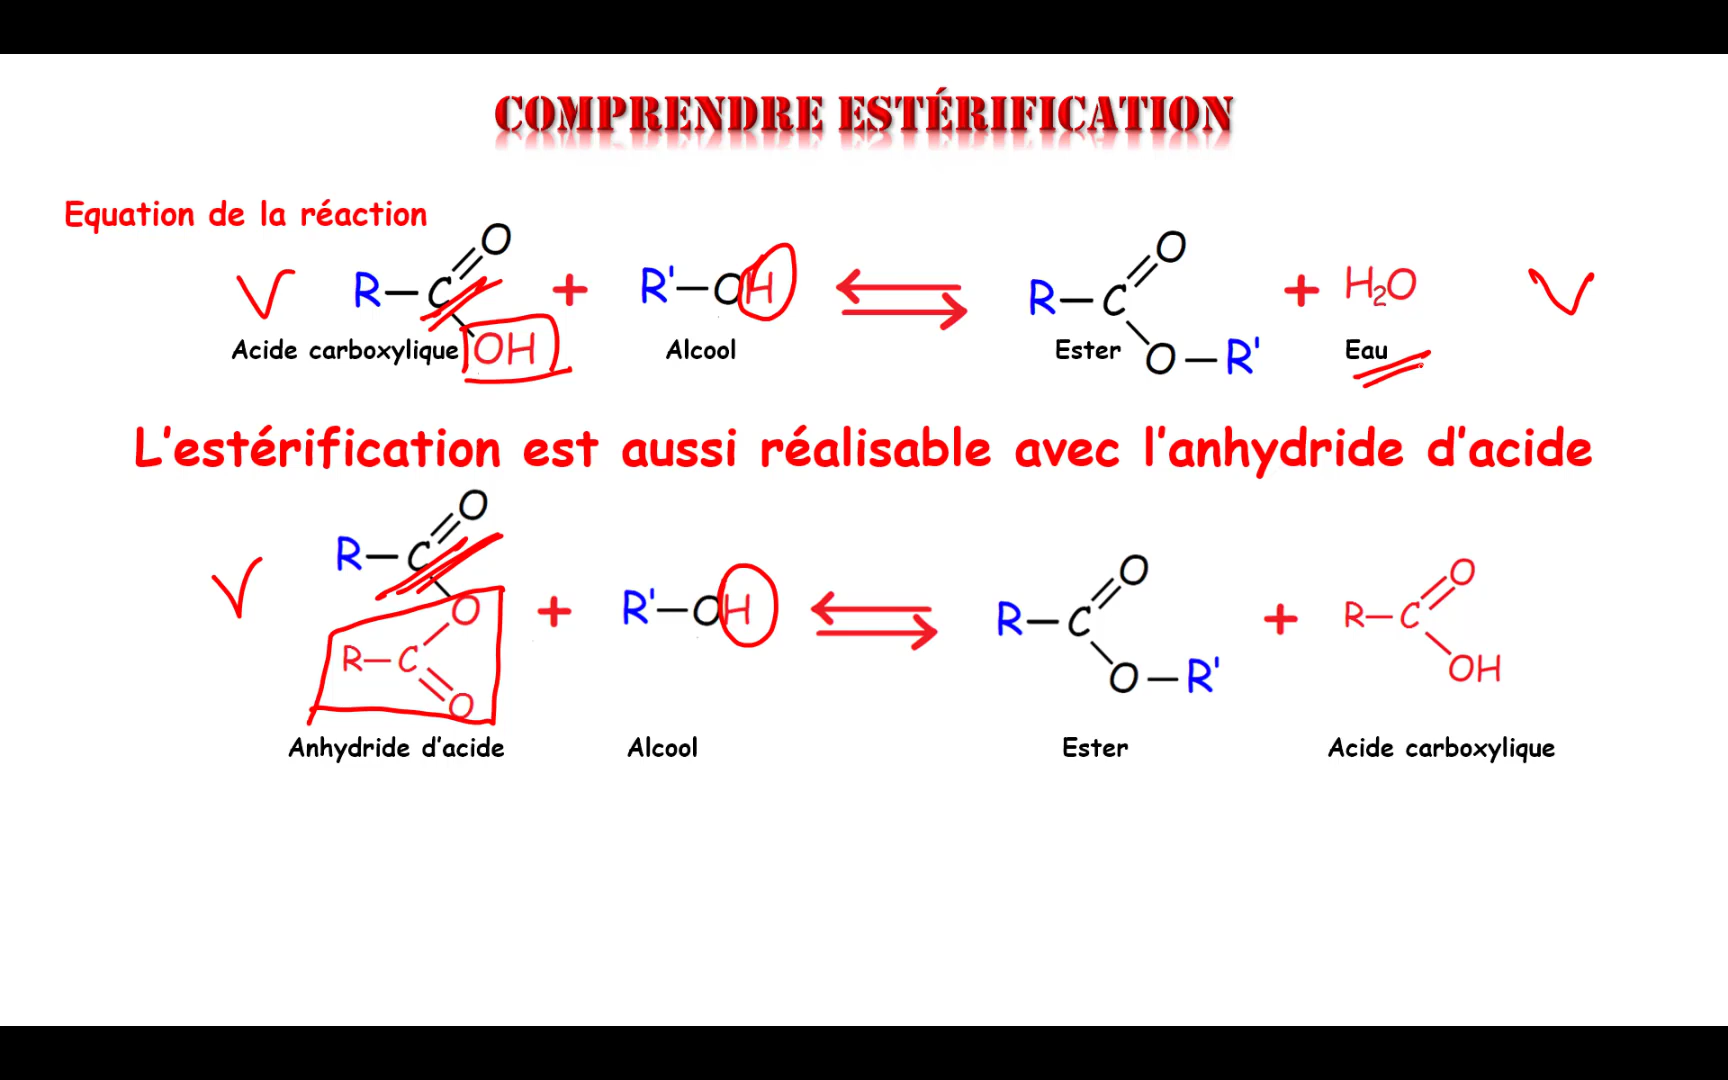 COMPRENDRE ESTÉRIFICATION
Equation de la réaction
R–C=O OH + R'–OH ⇄ R–C=O O–R' + H₂O
Acide carboxylique Alcool Ester Eau
L'estérification est aussi réalisable avec l'anhydride d'acide
R–C=O O R–C=O + R'–OH ⇄ R–C=O O–R' + R–C=O OH
Anhydride d'acide Alcool Ester Acide carboxylique